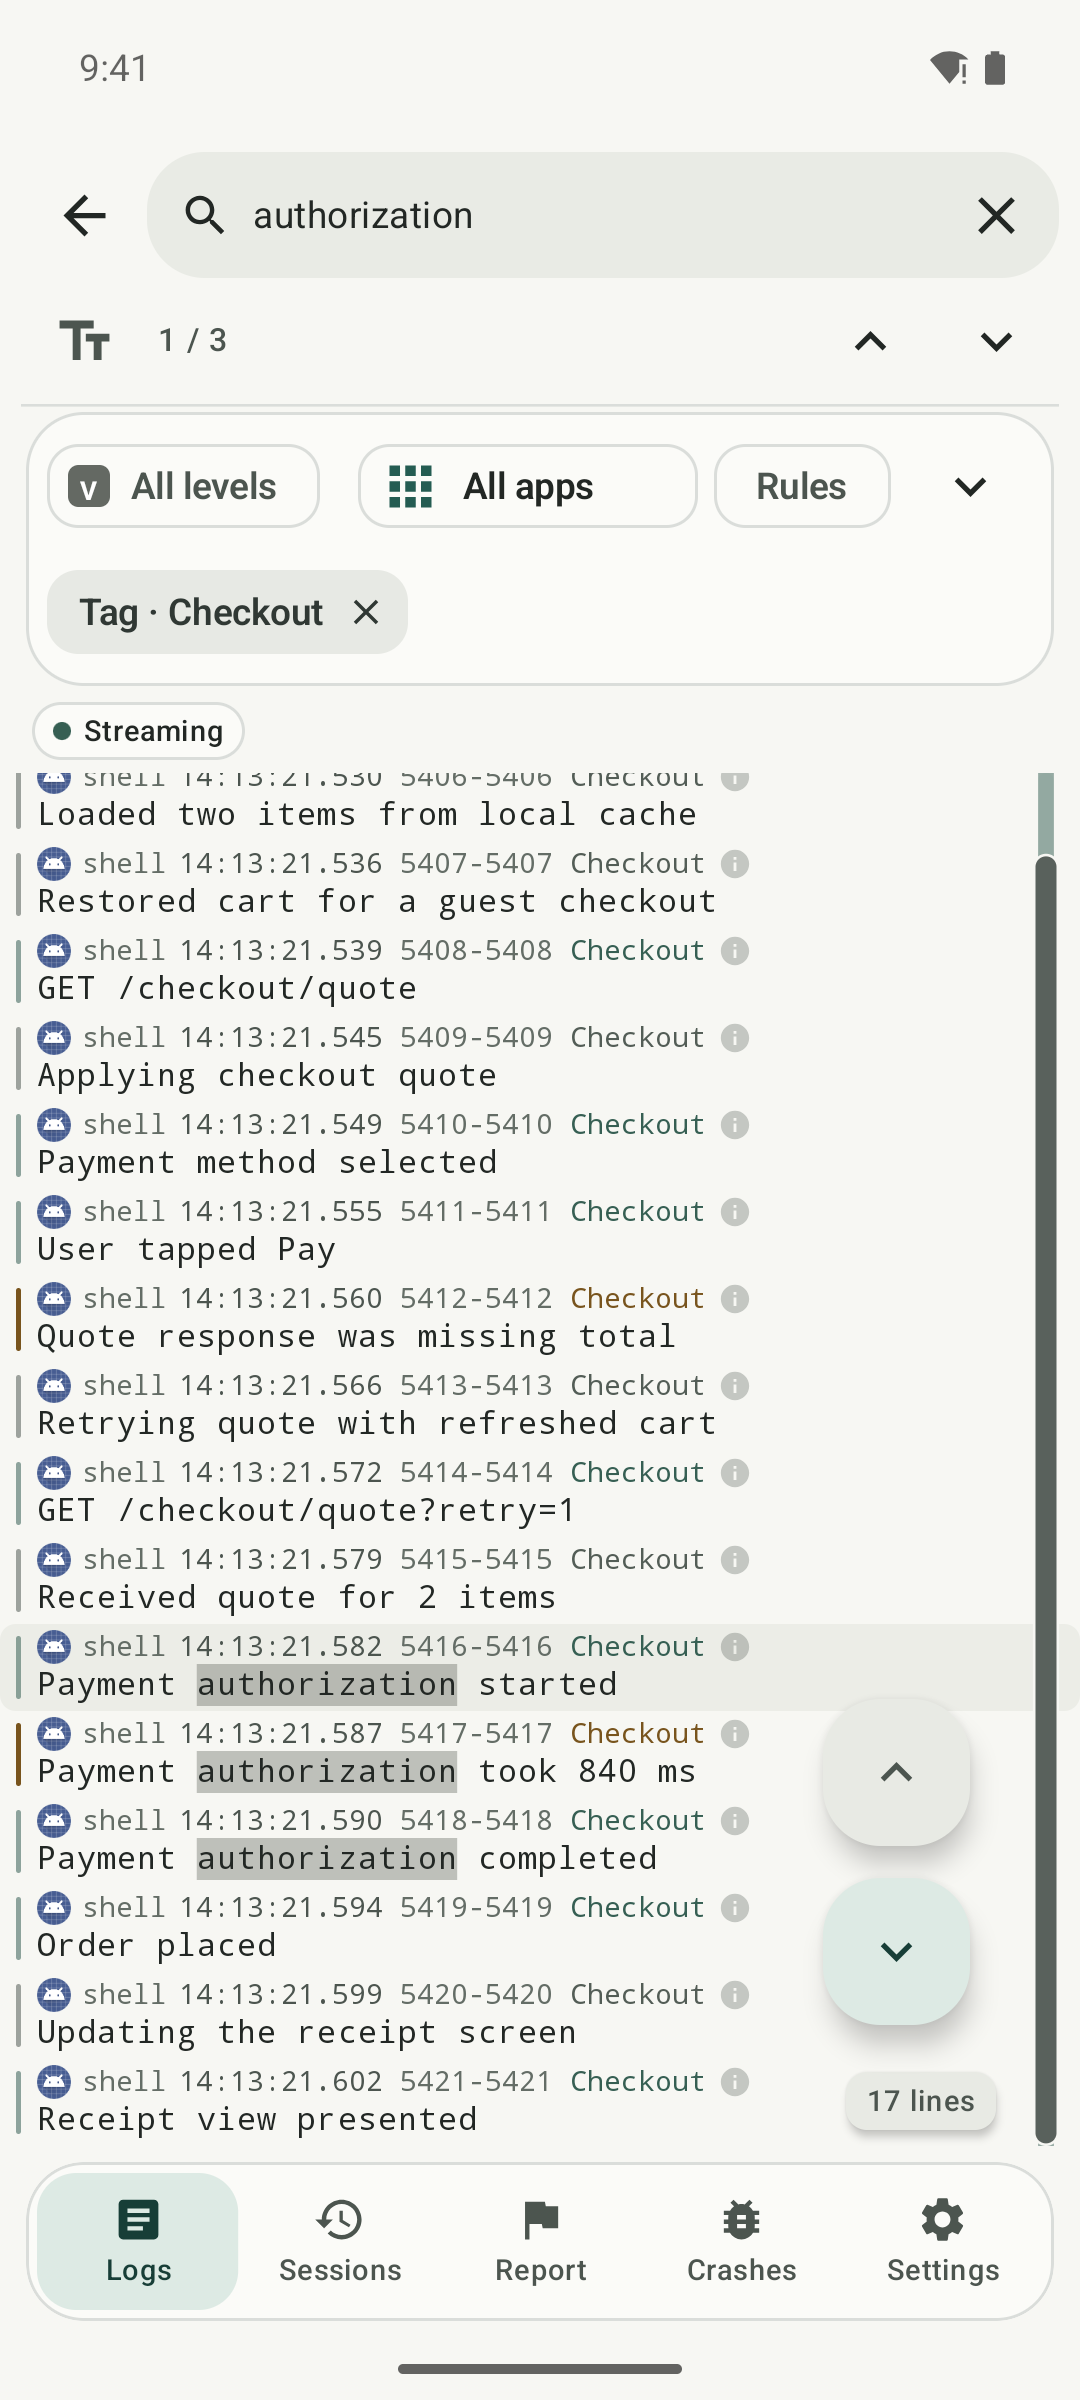 9:41
authorization
Tt 1 / 3
v All levels All apps Rules
Tag · Checkout
Streaming
shell 14:13:21.530 5406-5406 Checkout
Loaded two items from local cache
shell 14:13:21.536 5407-5407 Checkout
Restored cart for a guest checkout
shell 14:13:21.539 5408-5408 Checkout
GET /checkout/quote
shell 14:13:21.545 5409-5409 Checkout
Applying checkout quote
shell 14:13:21.549 5410-5410 Checkout
Payment method selected
shell 14:13:21.555 5411-5411 Checkout
User tapped Pay
shell 14:13:21.560 5412-5412 Checkout
Quote response was missing total
shell 14:13:21.566 5413-5413 Checkout
Retrying quote with refreshed cart
shell 14:13:21.572 5414-5414 Checkout
GET /checkout/quote?retry=1
shell 14:13:21.579 5415-5415 Checkout
Received quote for 2 items
shell 14:13:21.582 5416-5416 Checkout
Payment authorization started
shell 14:13:21.587 5417-5417 Checkout
Payment authorization took 840 ms
shell 14:13:21.590 5418-5418 Checkout
Payment authorization completed
shell 14:13:21.594 5419-5419 Checkout
Order placed
shell 14:13:21.599 5420-5420 Checkout
Updating the receipt screen
shell 14:13:21.602 5421-5421 Checkout
Receipt view presented
17 lines
Logs Sessions Report Crashes Settings